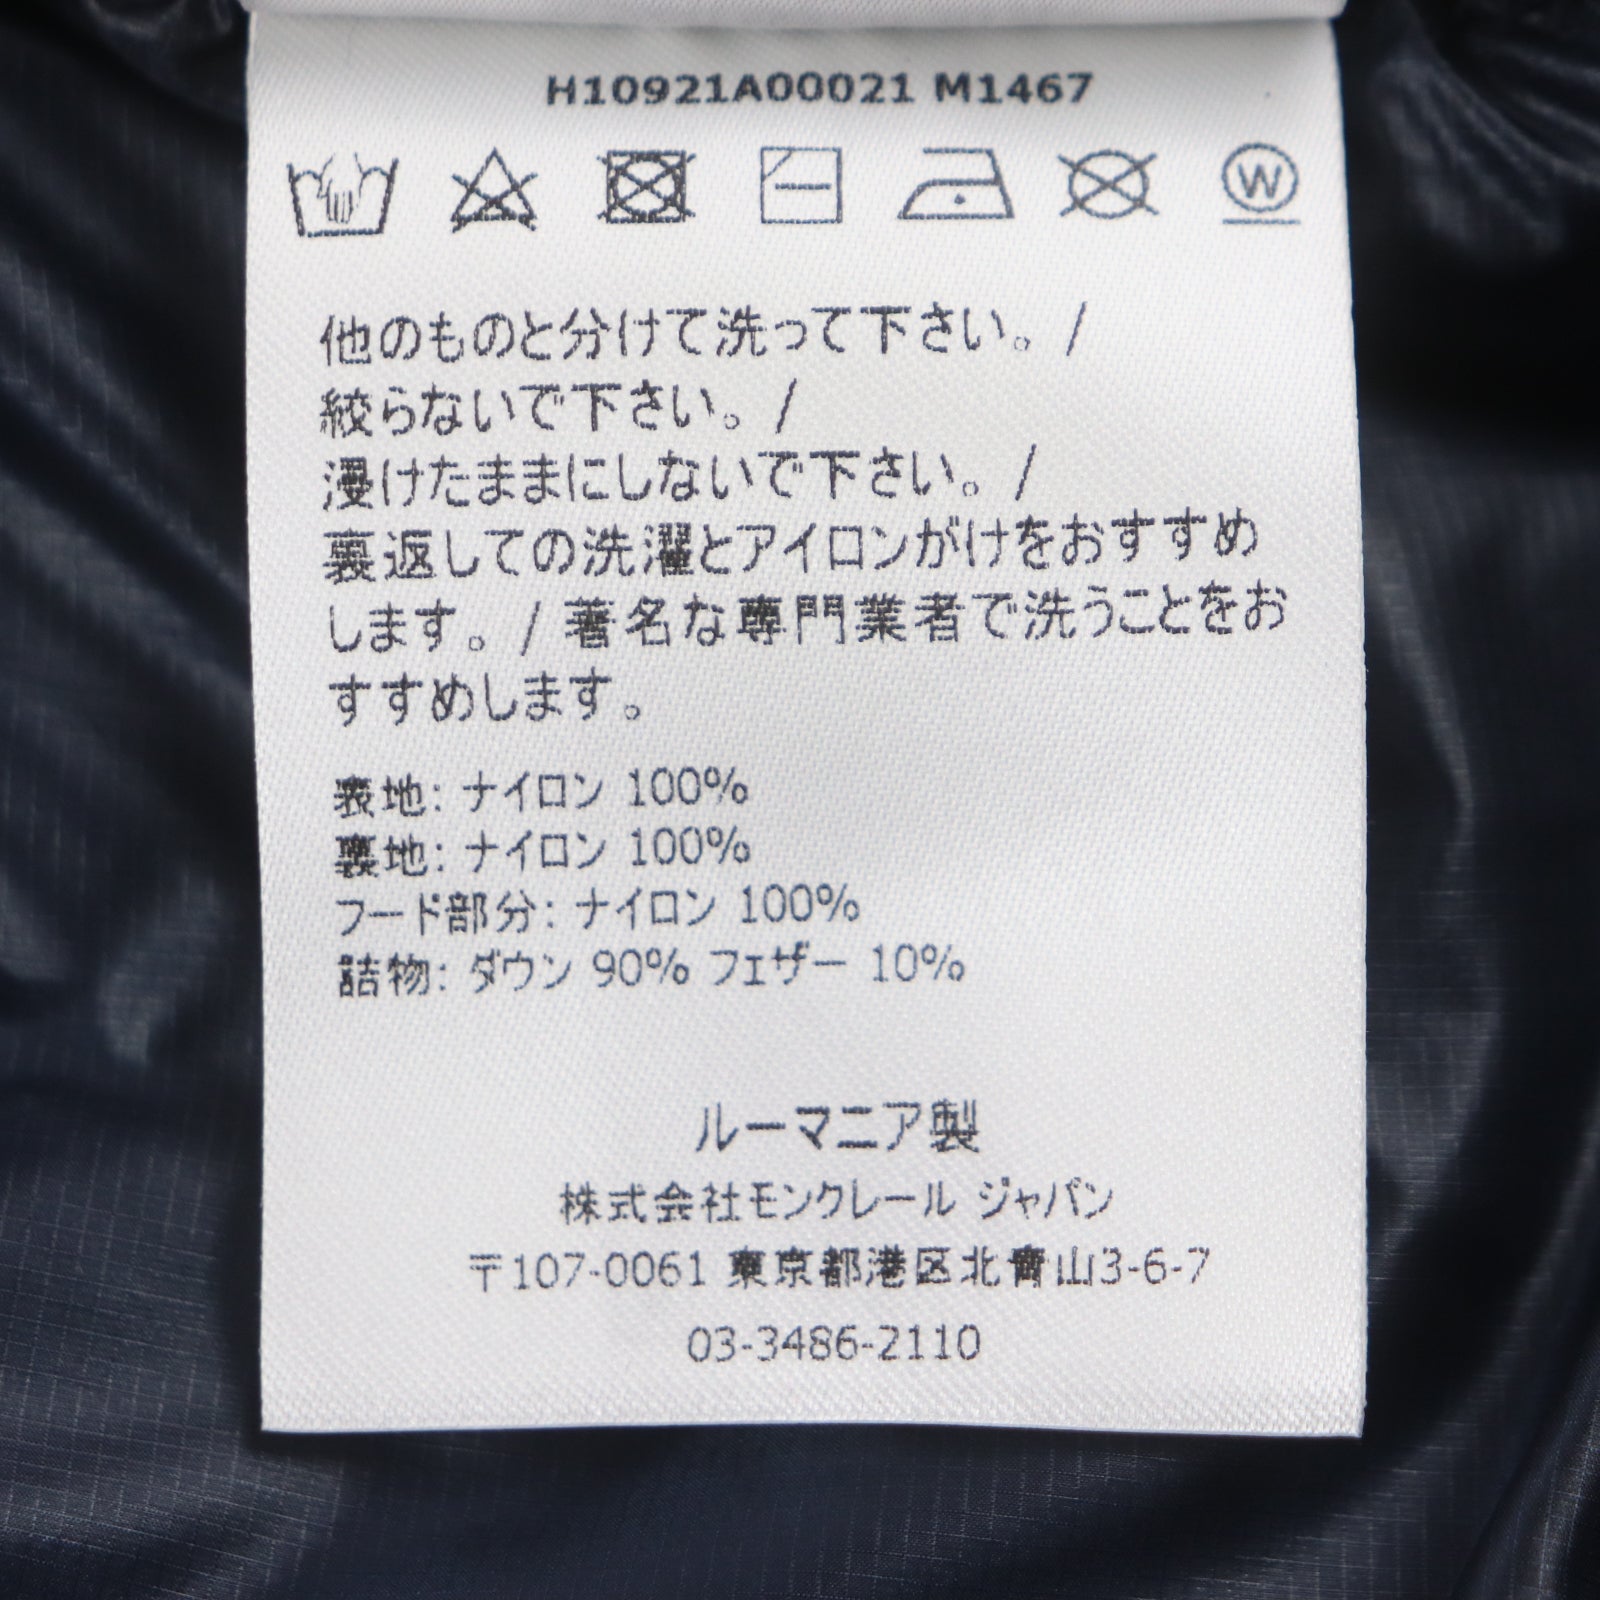 H10921A00021 M1467
W
他のものと分けて洗って下さい。/
絞らないで下さい。/
浸けたままにしないで下さい。/
裏返しての洗濯とアイロンがけをおすすめ
します。/ 著名な専門業者で洗うことをお
すすめします。
表地: ナイロン 100%
裏地: ナイロン 100%
フード部分: ナイロン 100%
詰物: ダウン 90% フェザー 10%
ルーマニア製
株式会社モンクレール ジャパン
〒107-0061 東京都港区北青山3-6-7
03-3486-2110